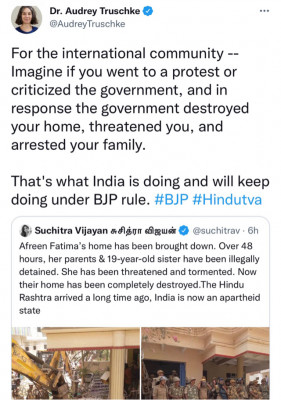 Dr. Audrey Truschke
@AudreyTruschke
For the international community --
Imagine if you went to a protest or
criticized the government, and in
response the government destroyed
your home, threatened you, and
arrested your family.
That's what India is doing and will keep
doing under BJP rule. #BJP #Hindutva
Suchitra Vijayan சுசித்ரா விஜயன் @suchitrav · 6h
Afreen Fatima's home has been brought down. Over 48
hours, her parents & 19-year-old sister have been illegally
detained. She has been threatened and tormented. Now
their home has been completely destroyed.The Hindu
Rashtra arrived a long time ago, India is now an apartheid
state